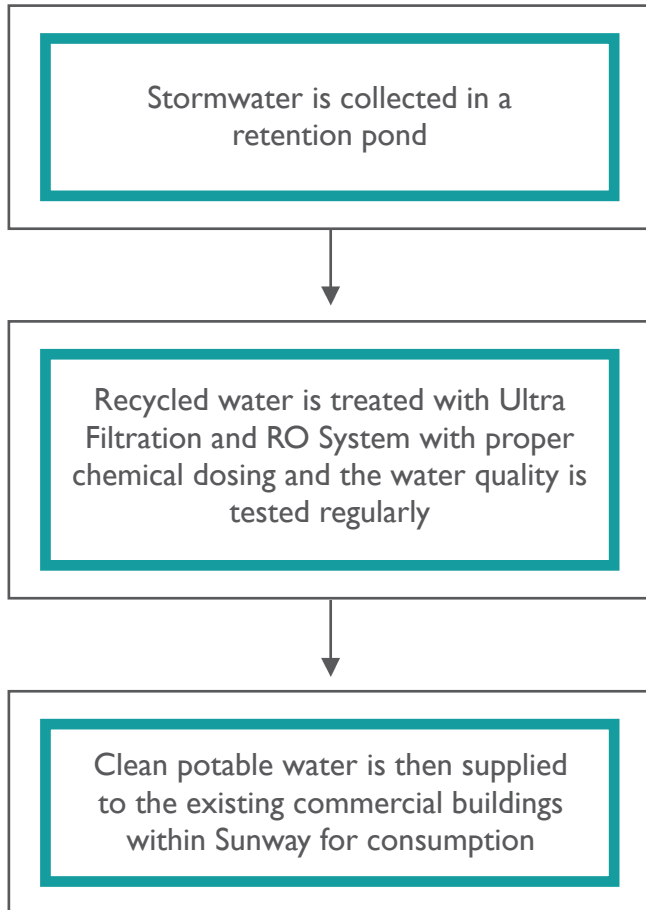 Stormwater is collected in a
retention pond
Recycled water is treated with Ultra
Filtration and RO System with proper
chemical dosing and the water quality is
tested regularly
Clean potable water is then supplied
to the existing commercial buildings
within Sunway for consumption